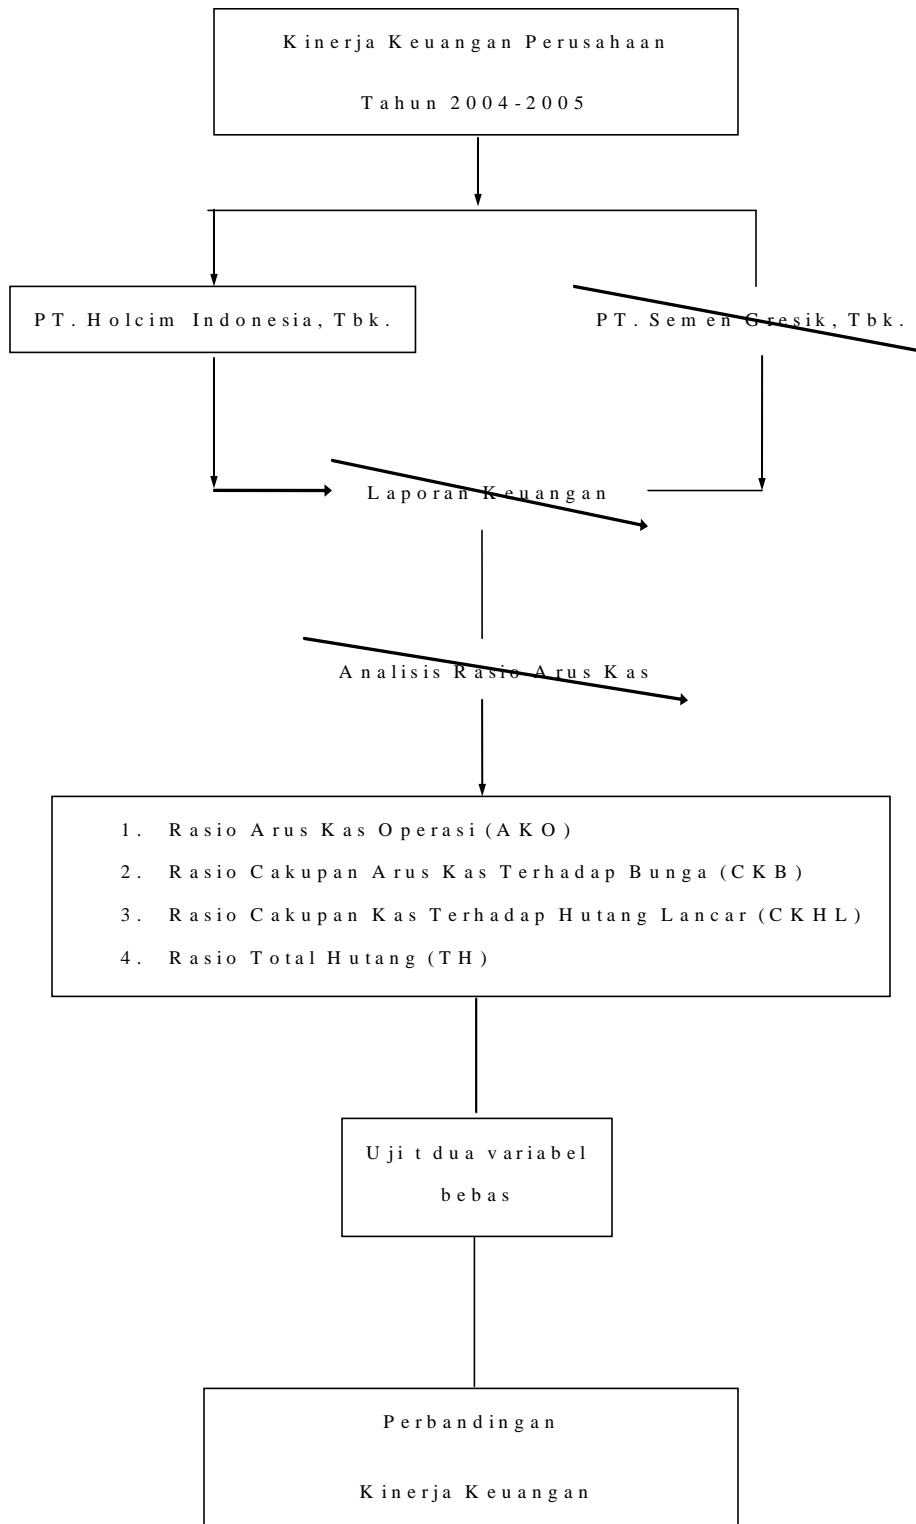 Kinerja Keuangan Perusahaan
Tahun 2004-2005
PT. Holcim Indonesia, Tbk.
PT. Semen Gresik, Tbk.
Laporan Keuangan
Analisis Rasio Arus Kas
1. Rasio Arus Kas Operasi (AKO)
2. Rasio Cakupan Arus Kas Terhadap Bunga (CKB)
3. Rasio Cakupan Kas Terhadap Hutang Lancar (CKHL)
4. Rasio Total Hutang (TH)
Uji t dua variabel
bebas
Perbandingan
Kinerja Keuangan